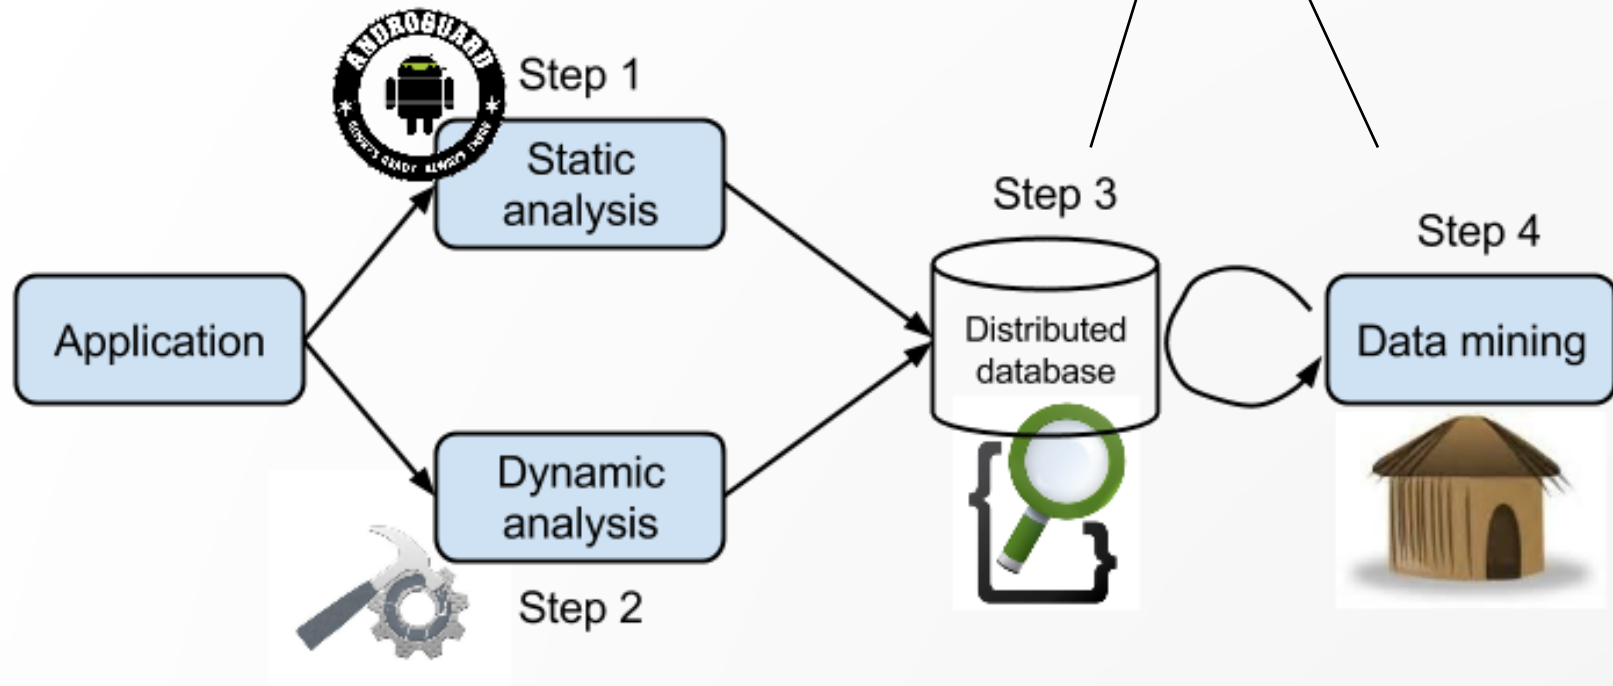 ANDROGUARD
Step 1
Static
analysis
Step 3
Step 4
Application
Distributed
database
Data mining
Dynamic
analysis
Step 2